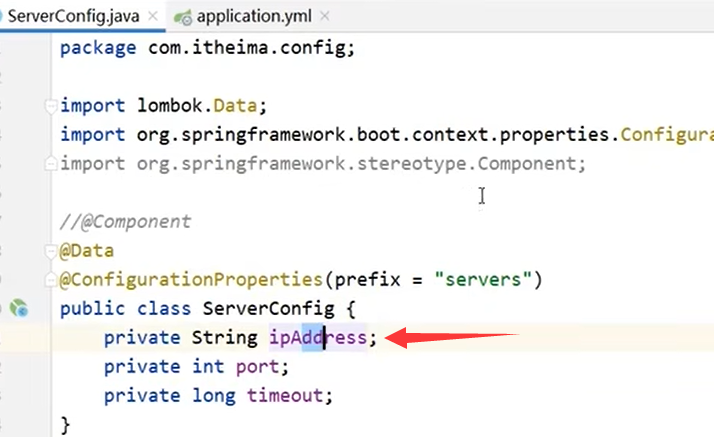 ServerConfig.java × application.yml ×
package com.itheima.config;
import lombok.Data;
import org.springframework.boot.context.properties.Configura
import org.springframework.stereotype.Component;
//@Component
@Data
@ConfigurationProperties(prefix = "servers")
public class ServerConfig {
private String ipAddress;
private int port;
private long timeout;
}